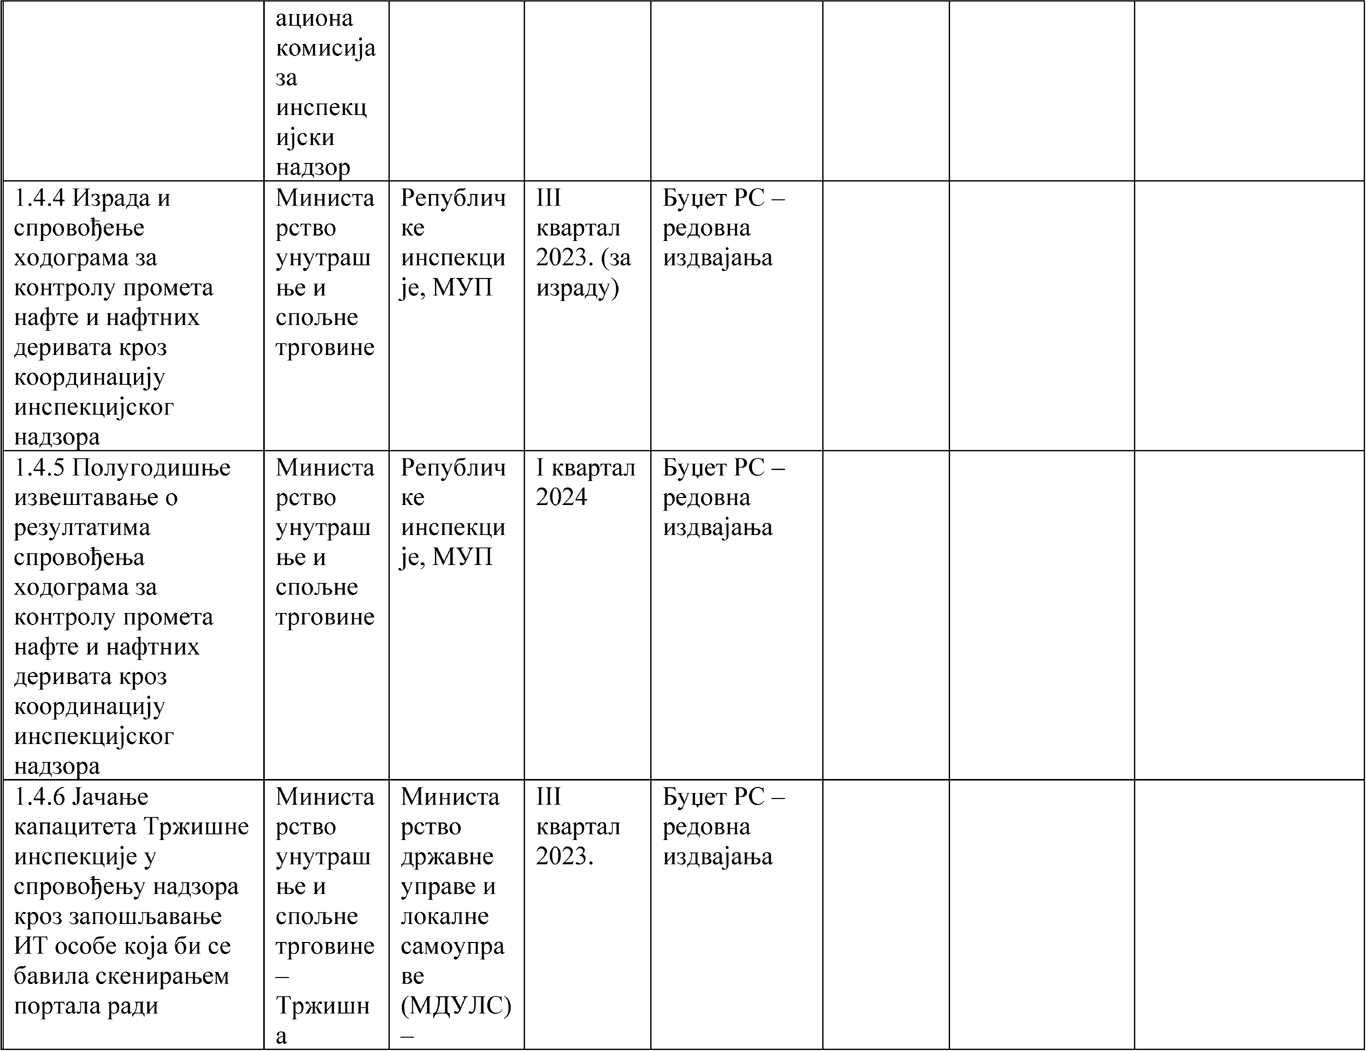 ациона
комисија
за
инспекц
ијски
надзор
1.4.4 Израда и
спровођење
ходограма за
контролу промета
нафте и нафтних
деривата кроз
координацију
инспекцијског
надзора
Министа
рство
унутраш
ње и
спољне
трговине
Републич
ке
инспекци
је, МУП
III
квартал
2023. (за
израду)
Буџет РС –
редовна
издвајања
1.4.5 Полугодишње
извештавање о
резултатима
спровођења
ходограма за
контролу промета
нафте и нафтних
деривата кроз
координацију
инспекцијског
надзора
Министа
рство
унутраш
ње и
спољне
трговине
Републич
ке
инспекци
је, МУП
I квартал
2024
Буџет РС –
редовна
издвајања
1.4.6 Јачање
капацитета Тржишне
инспекције у
спровођењу надзора
кроз запошљавање
ИТ особе која би се
бавила скенирањем
портала ради
Министа
рство
унутраш
ње и
спољне
трговине
–
Тржишн
а
Министа
рство
државне
управе и
локалне
самоупра
ве
(МДУЛС)
–
III
квартал
2023.
Буџет РС –
редовна
издвајања